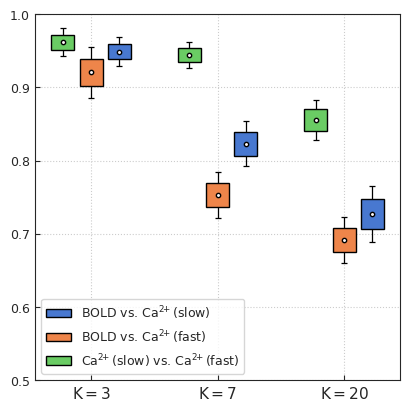 1.0
0.9
0.8
0.7
0.6
0.5
BOLD vs. Ca²⁺ (slow)
BOLD vs. Ca²⁺ (fast)
Ca²⁺ (slow) vs. Ca²⁺ (fast)
K = 3 K = 7 K = 20